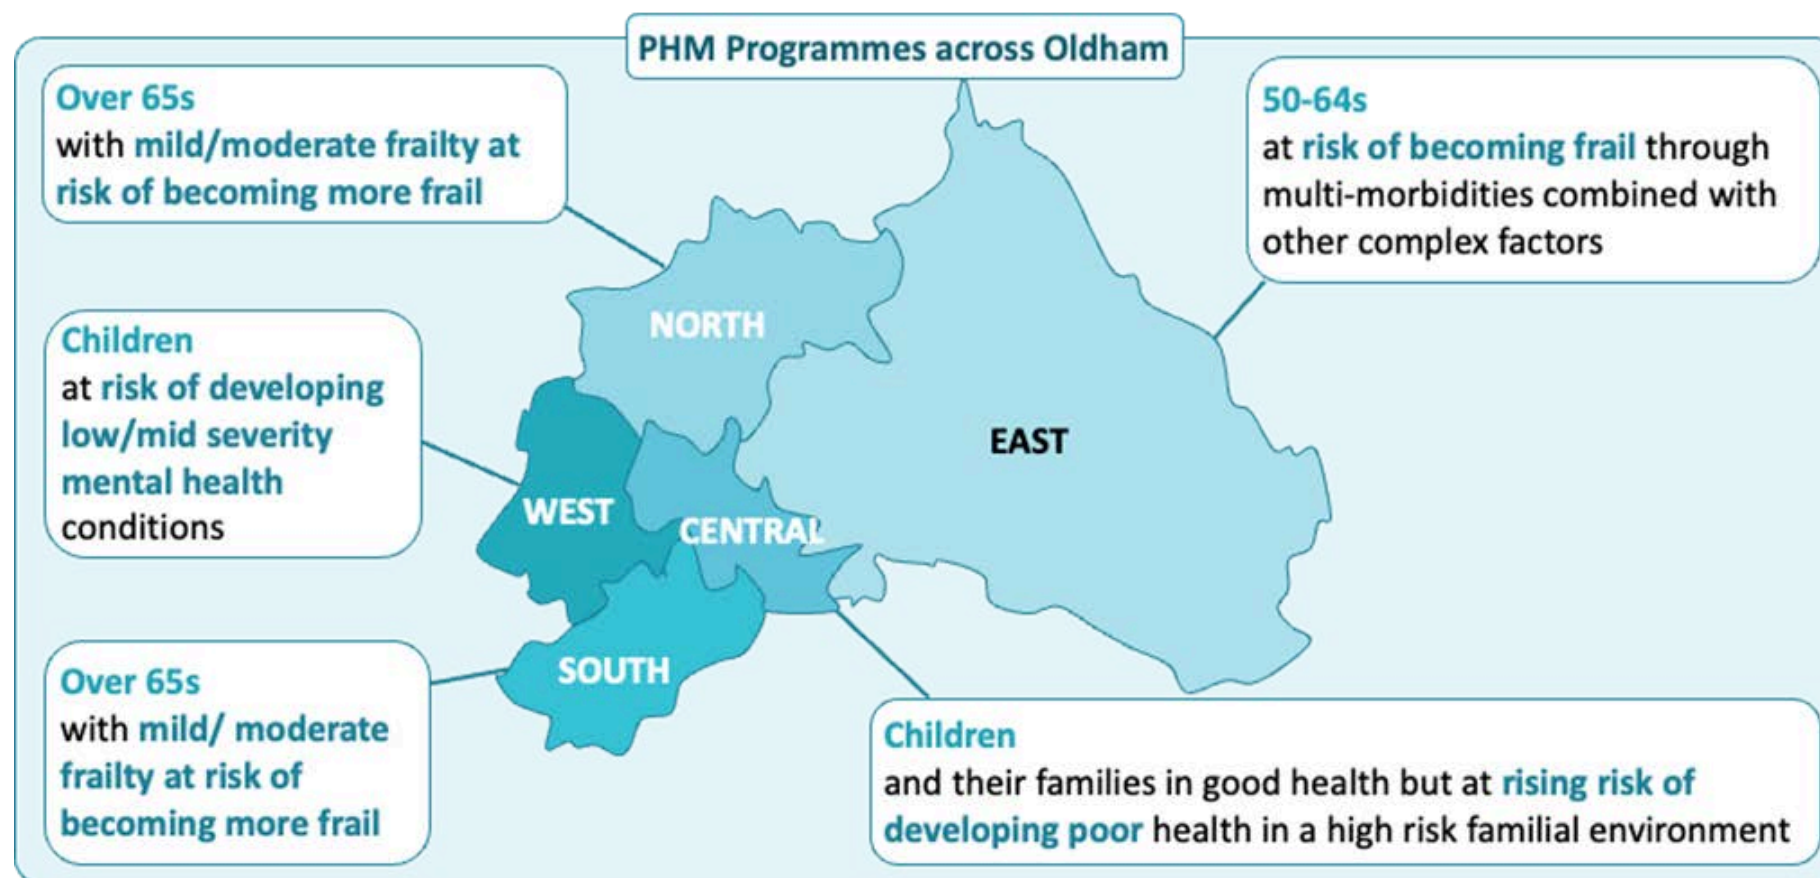 PHM Programmes across Oldham
Over 65s
with mild/moderate frailty at
risk of becoming more frail
50-64s
at risk of becoming frail through
multi-morbidities combined with
other complex factors
NORTH
Children
at risk of developing
low/mid severity
mental health
conditions
EAST
WEST
CENTRAL
SOUTH
Over 65s
with mild/ moderate
frailty at risk of
becoming more frail
Children
and their families in good health but at rising risk of
developing poor health in a high risk familial environment